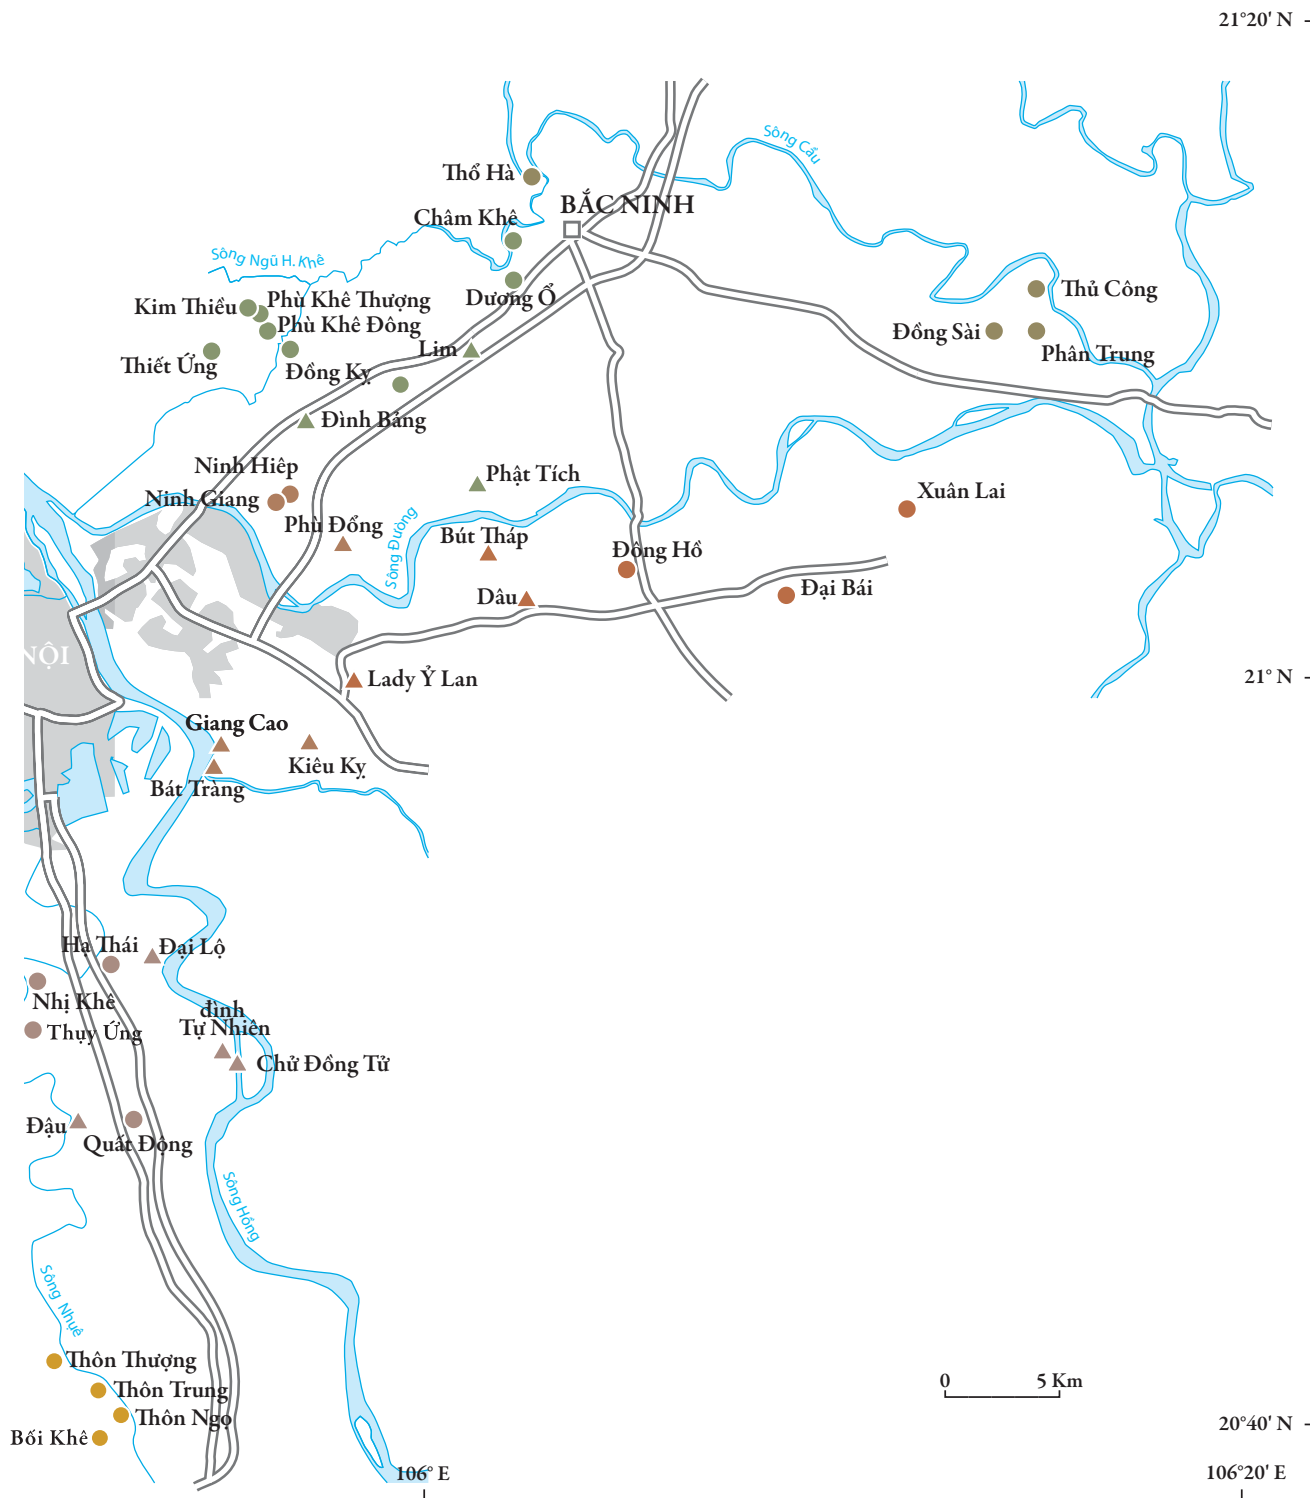 21°20' N
Sông Cầu
Thổ Hà
BẮC NINH
Châm Khê
Sông Ngũ H. Khê
Thủ Công
Kim Thiều
Phù Khê Thượng
Dương Ổ
Phù Khê Đông
Đồng Sài
Phân Trung
Lim
Thiết Ứng
Đồng Kỵ
Đình Bảng
Ninh Hiêp
Phật Tích
Ninh Giang
Xuân Lai
Phù Đổng
Bút Tháp
Sông Đường
Đông Hồ
Đại Bái
Dâu
NỘI
Lady Ỷ Lan
21° N
Giang Cao
Kiêu Kỵ
Bát Tràng
Hạ Thái
Đại Lộ
Nhị Khê
đình
Tự Nhiên
Thụy Ứng
Chử Đồng Tử
Đậu
Quất Động
Sông Hồng
Sông Nhuệ
Thôn Thượng
0 5 Km
Thôn Trung
Thôn Ngọ
20°40' N
Bối Khê
106° E
106°20' E